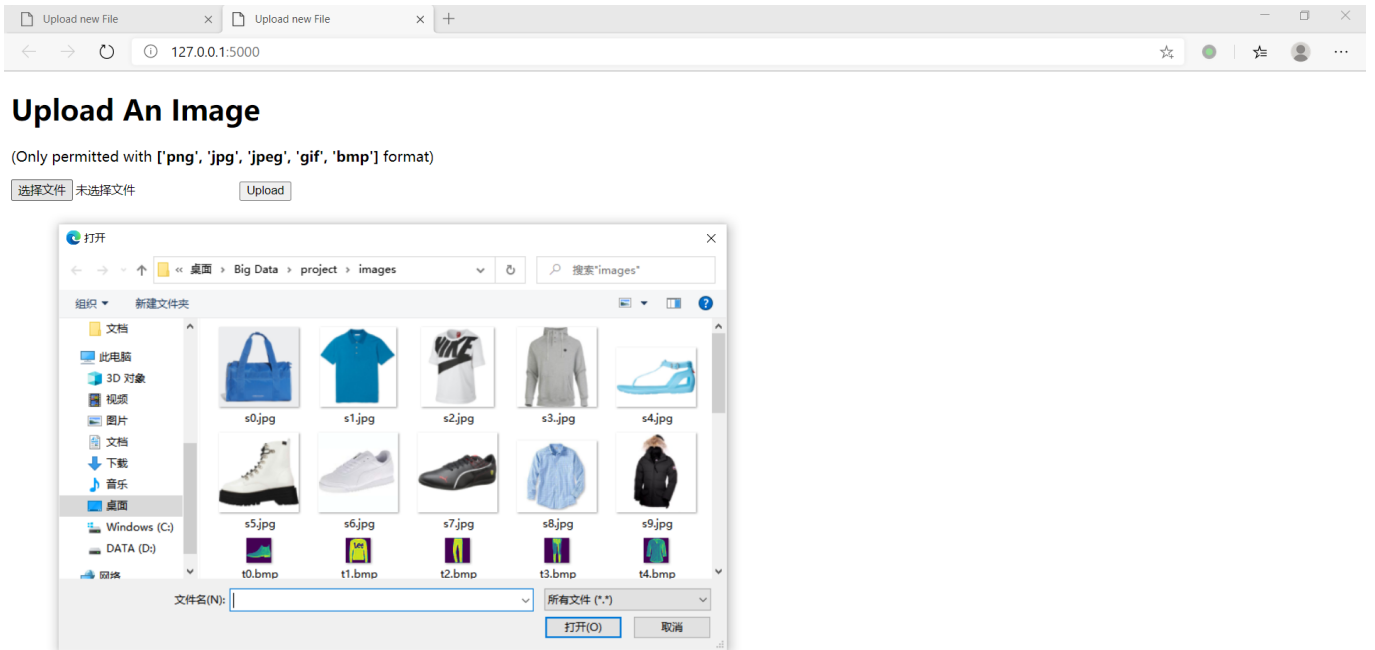 Upload new File
Upload new File
127.0.0.1:5000
Upload An Image
(Only permitted with ['png', 'jpg', 'jpeg', 'gif', 'bmp'] format)
选择文件 未选择文件 Upload
打开
« 桌面 › Big Data › project › images
搜索"images"
组织 新建文件夹
文档
此电脑
3D 对象
视频
图片
文档
下载
音乐
桌面
Windows (C:)
DATA (D:)
网络
NIKE
s0.jpg s1.jpg s2.jpg s3..jpg s4.jpg
s5.jpg s6.jpg s7.jpg s8.jpg s9.jpg
t0.bmp t1.bmp t2.bmp t3.bmp t4.bmp
文件名(N):
所有文件 (*.*)
打开(O) 取消